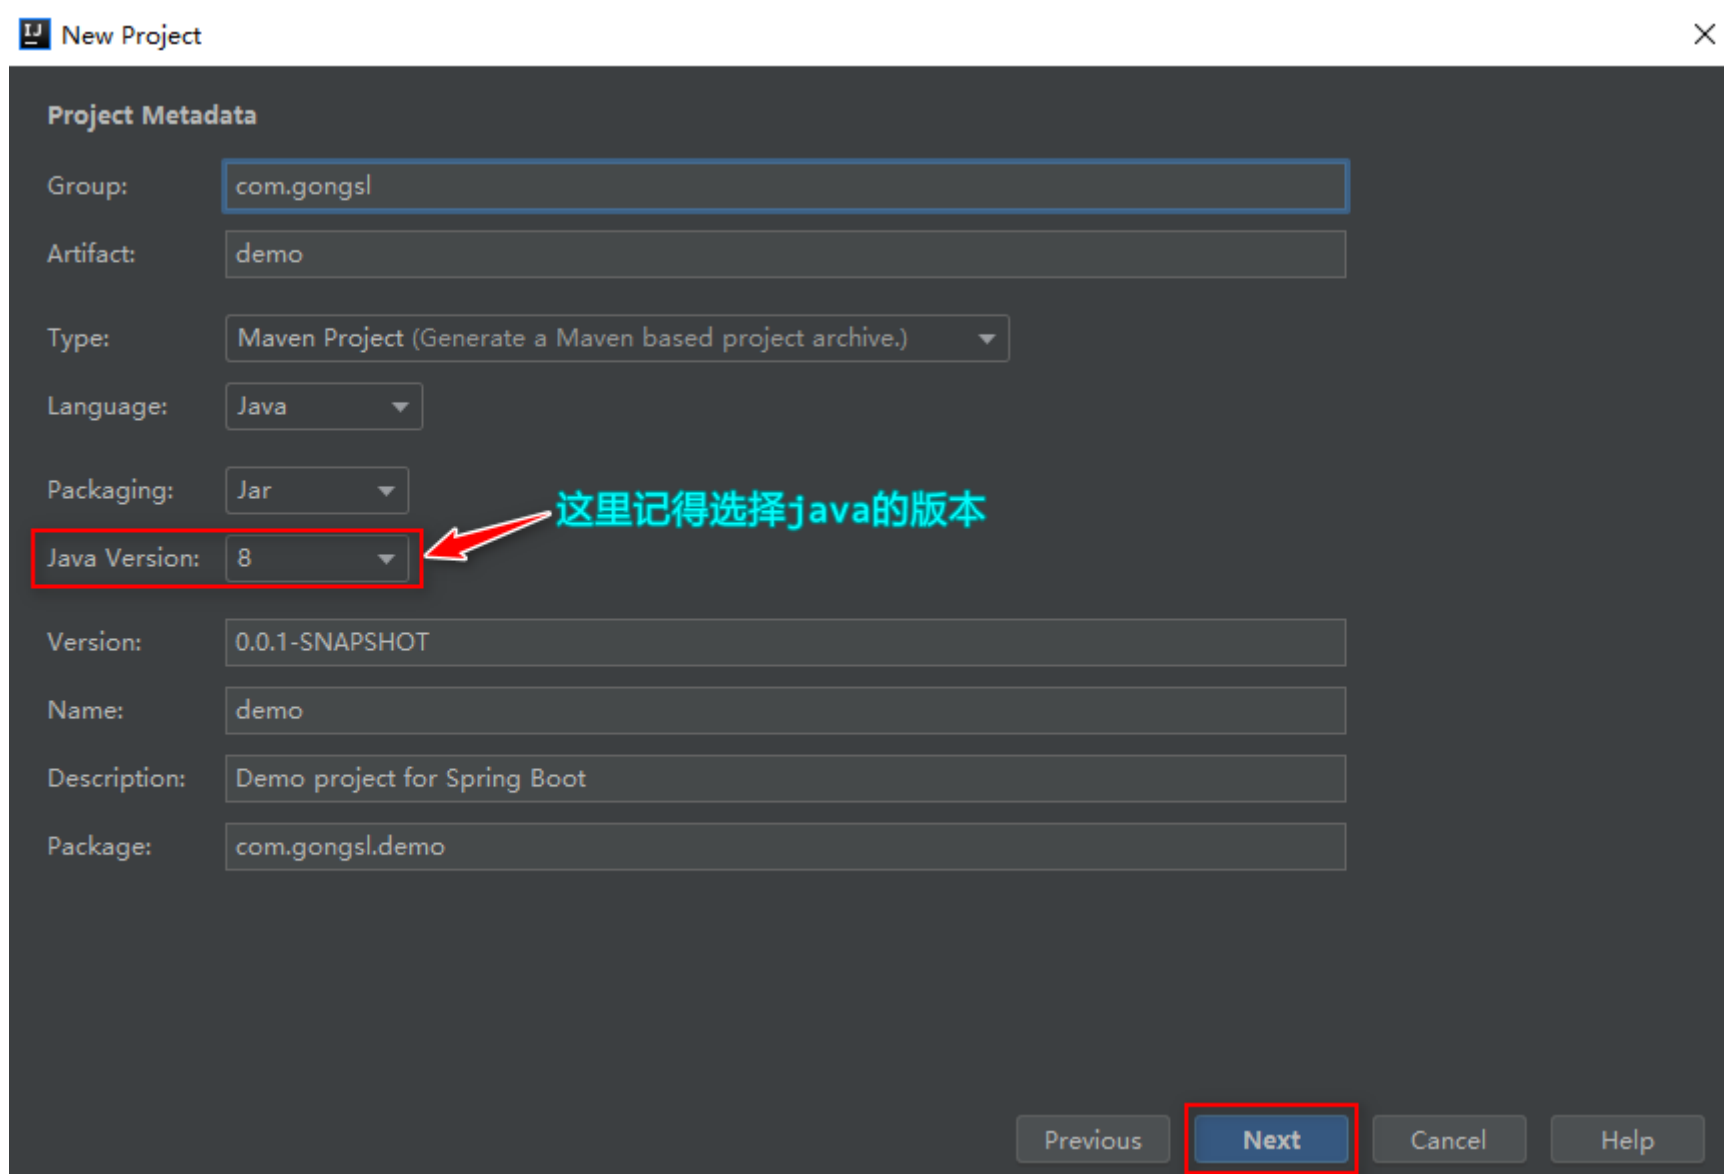 New Project
Project Metadata
Group: com.gongsl
Artifact: demo
Type: Maven Project (Generate a Maven based project archive.)
Language: Java
Packaging: Jar
这里记得选择java的版本
Java Version: 8
Version: 0.0.1-SNAPSHOT
Name: demo
Description: Demo project for Spring Boot
Package: com.gongsl.demo
Previous Next Cancel Help